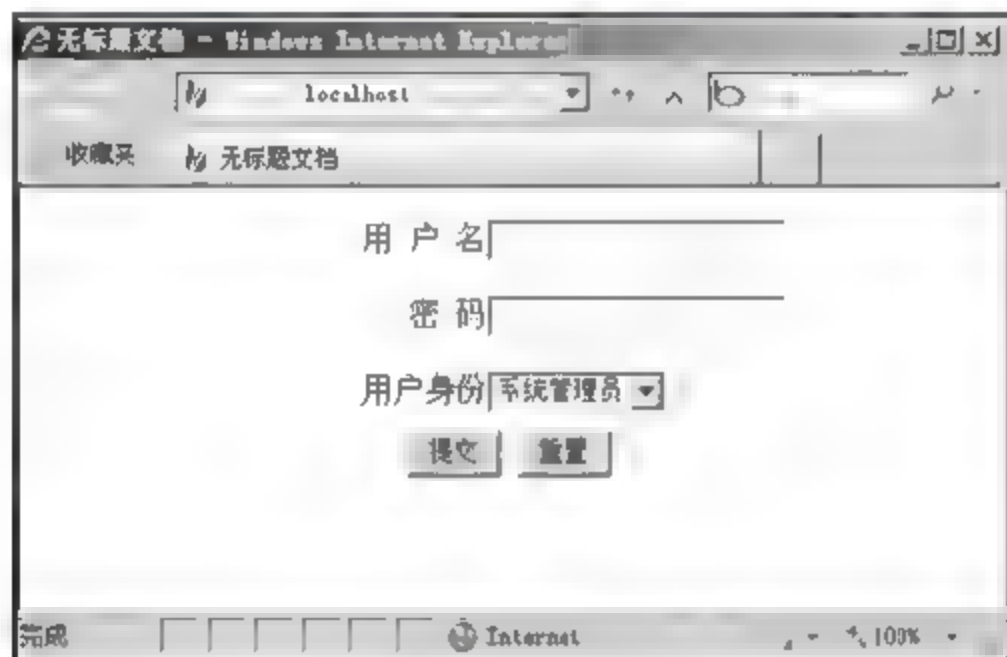 无标题文档 - Windows Internet Explorer
localhost
收藏夹
无标题文档
用 户 名
密 码
用户身份 系统管理员
提交 重置
完成
Internet
100%